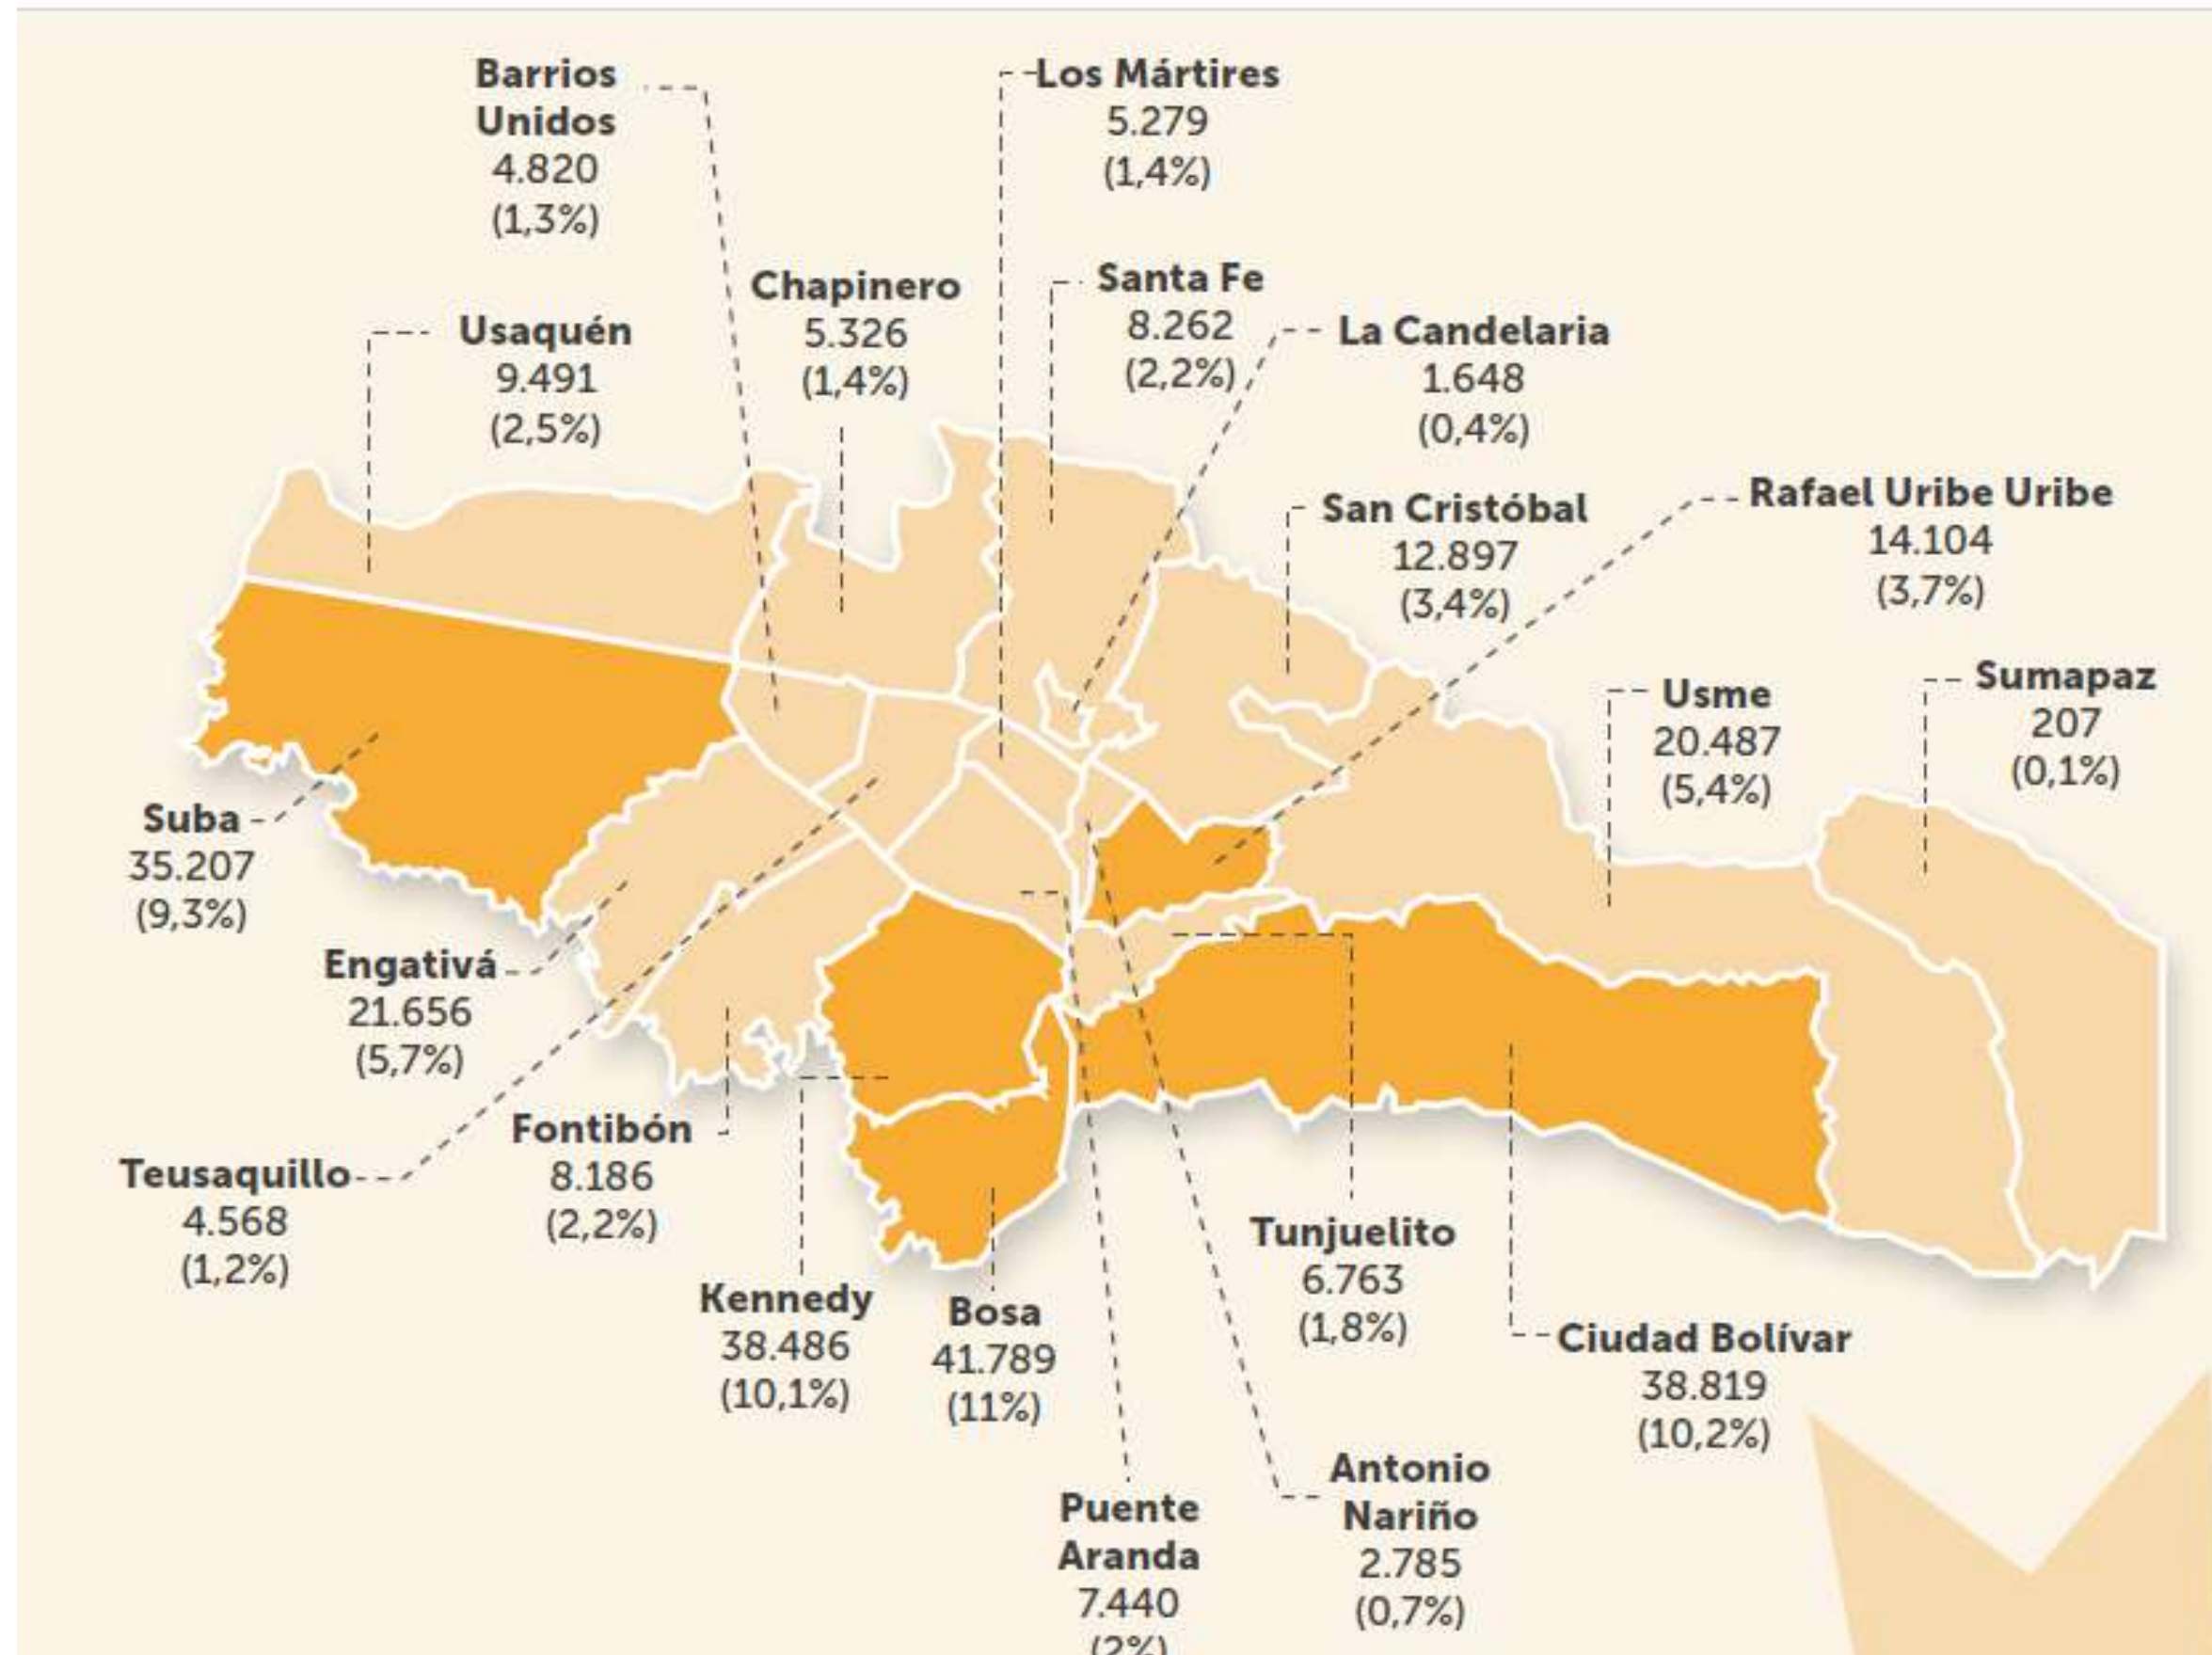 Barrios
Unidos
4.820
(1,3%)
Los Mártires
5.279
(1,4%)
Chapinero
5.326
(1,4%)
Santa Fe
8.262
(2,2%)
Usaquén
9.491
(2,5%)
La Candelaria
1.648
(0,4%)
San Cristóbal
12.897
(3,4%)
Rafael Uribe Uribe
14.104
(3,7%)
Usme
20.487
(5,4%)
Sumapaz
207
(0,1%)
Suba
35.207
(9,3%)
Engativá
21.656
(5,7%)
Teusaquillo
4.568
(1,2%)
Fontibón
8.186
(2,2%)
Kennedy
38.486
(10,1%)
Bosa
41.789
(11%)
Tunjuelito
6.763
(1,8%)
Ciudad Bolívar
38.819
(10,2%)
Puente
Aranda
7.440
(2%)
Antonio
Nariño
2.785
(0,7%)